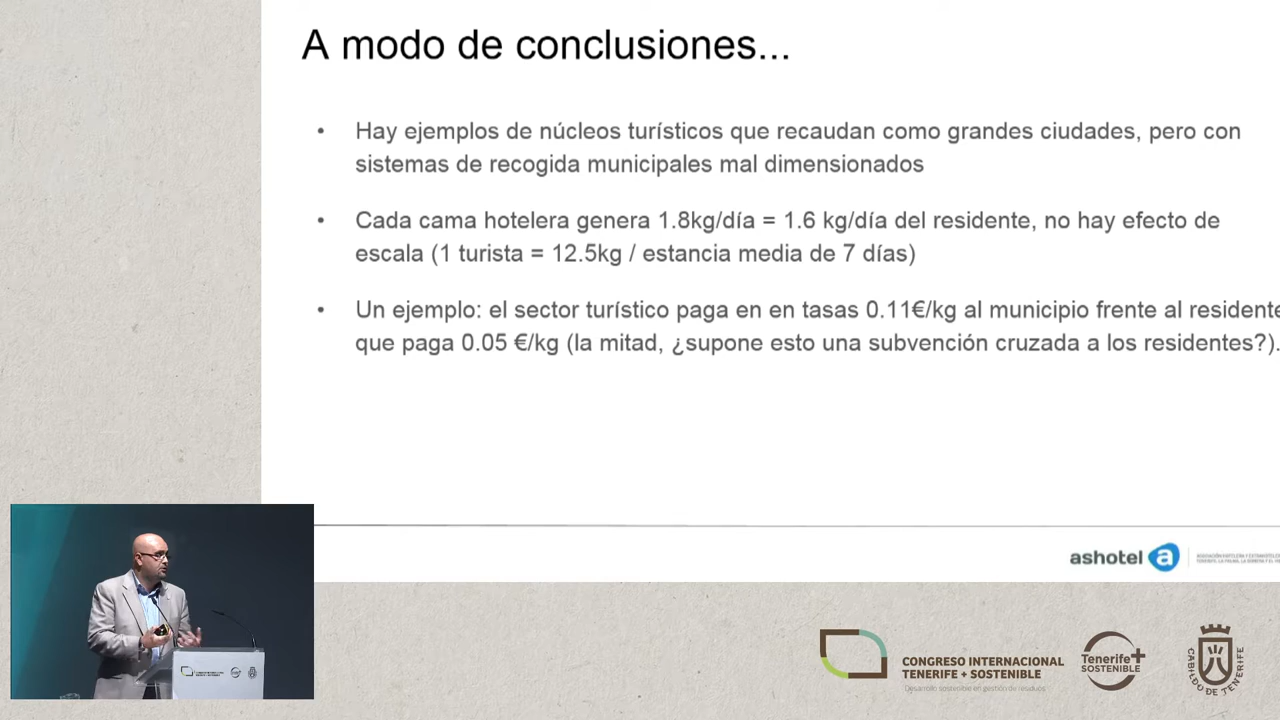 A modo de conclusiones...
• Hay ejemplos de núcleos turísticos que recaudan como grandes ciudades, pero con
sistemas de recogida municipales mal dimensionados
• Cada cama hotelera genera 1.8kg/día = 1.6 kg/día del residente, no hay efecto de
escala (1 turista = 12.5kg / estancia media de 7 días)
• Un ejemplo: el sector turístico paga en en tasas 0.11€/kg al municipio frente al residente
que paga 0.05 €/kg (la mitad, ¿supone esto una subvención cruzada a los residentes?).
ashotel a
CONGRESO INTERNACIONAL
TENERIFE + SOSTENIBLE
Desarrollo sostenible en gestión de residuos
Tenerife+
SOSTENIBLE
CABILDO DE TENERIFE